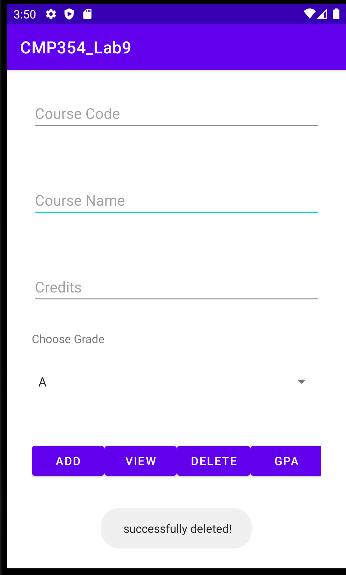 3:50
CMP354_Lab9
Course Code
Course Name
Credits
Choose Grade
A
ADD VIEW DELETE GPA
successfully deleted!